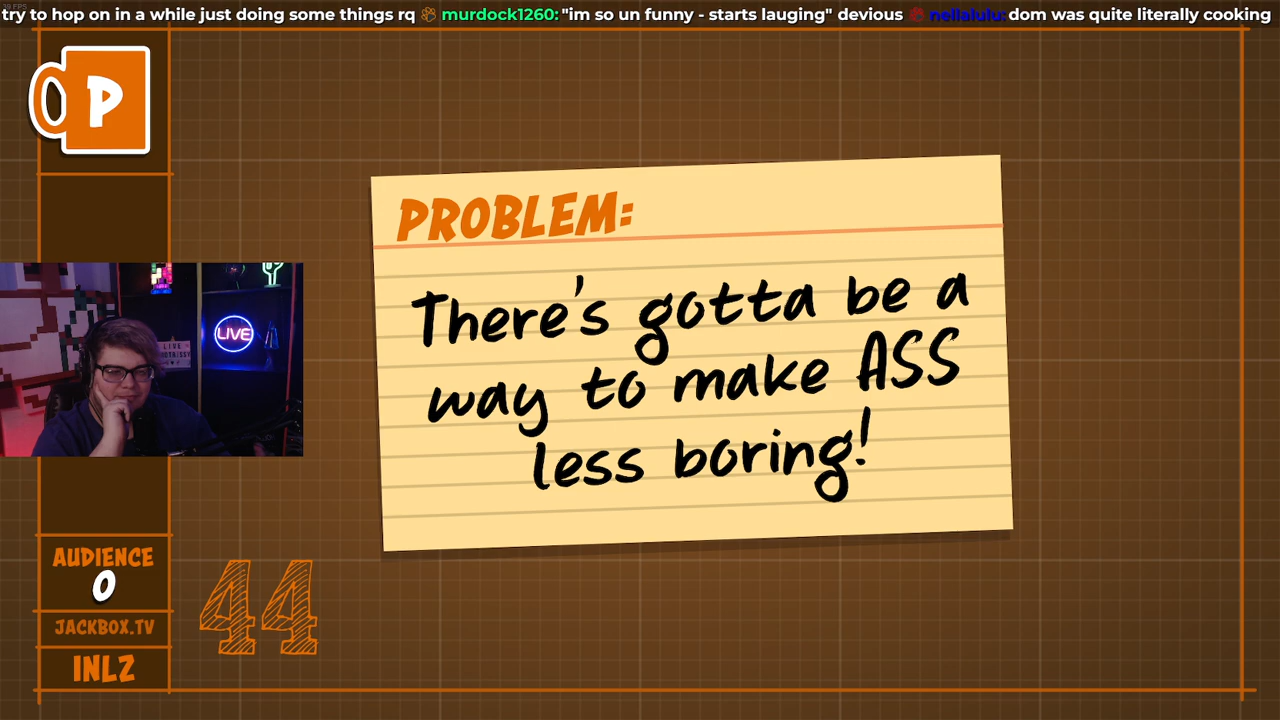 try to hop on in a while just doing some things rq murdock1260: "im so un funny - starts lauging" devious nellalulu: dom was quite literally cooking
P
PROBLEM:
There's gotta be a
way to make ASS
less boring!
LIVE
LIVE
AUDIENCE
0
JACKBOX.TV
INLZ
44